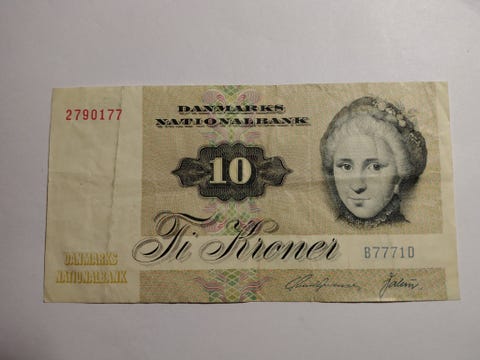 2790177
DANMARKS
NATIONALBANK
10
Ti Kroner
B7771D
DANMARKS
NATIONALBANK